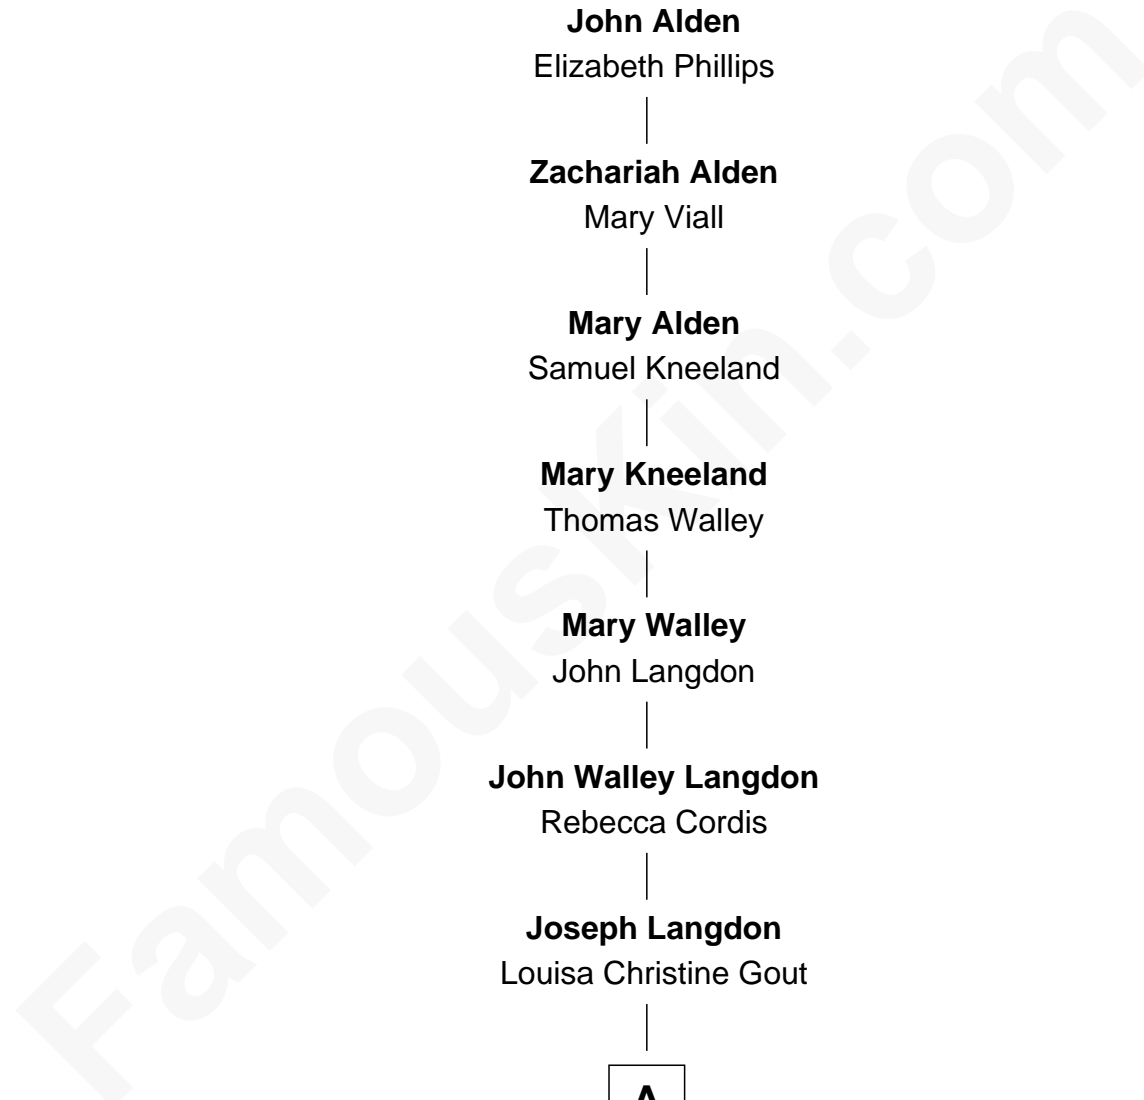 John Alden
Elizabeth Phillips
Zachariah Alden
Mary Viall
Mary Alden
Samuel Kneeland
Mary Kneeland
Thomas Walley
Mary Walley
John Langdon
John Walley Langdon
Rebecca Cordis
Joseph Langdon
Louisa Christine Gout
A
FamousKin.com